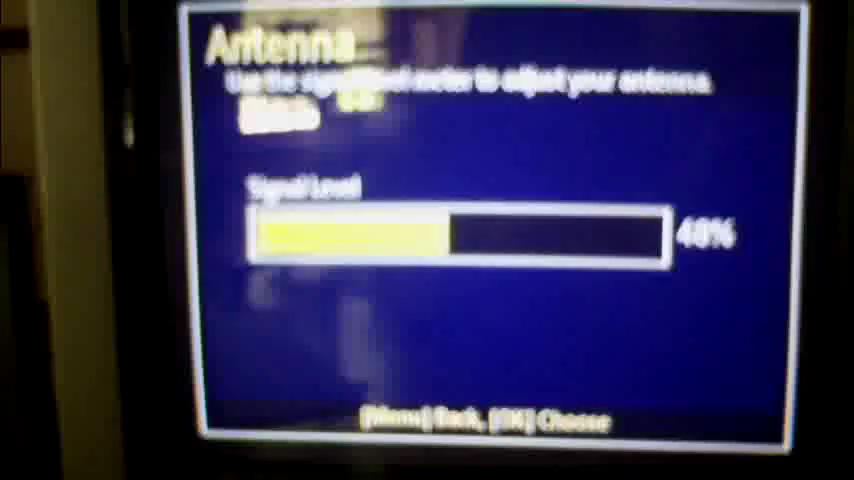 Antenna
Use the signal level meter to adjust your antenna.
Signal Level
48%
[Menu] Back, [OK] Choose